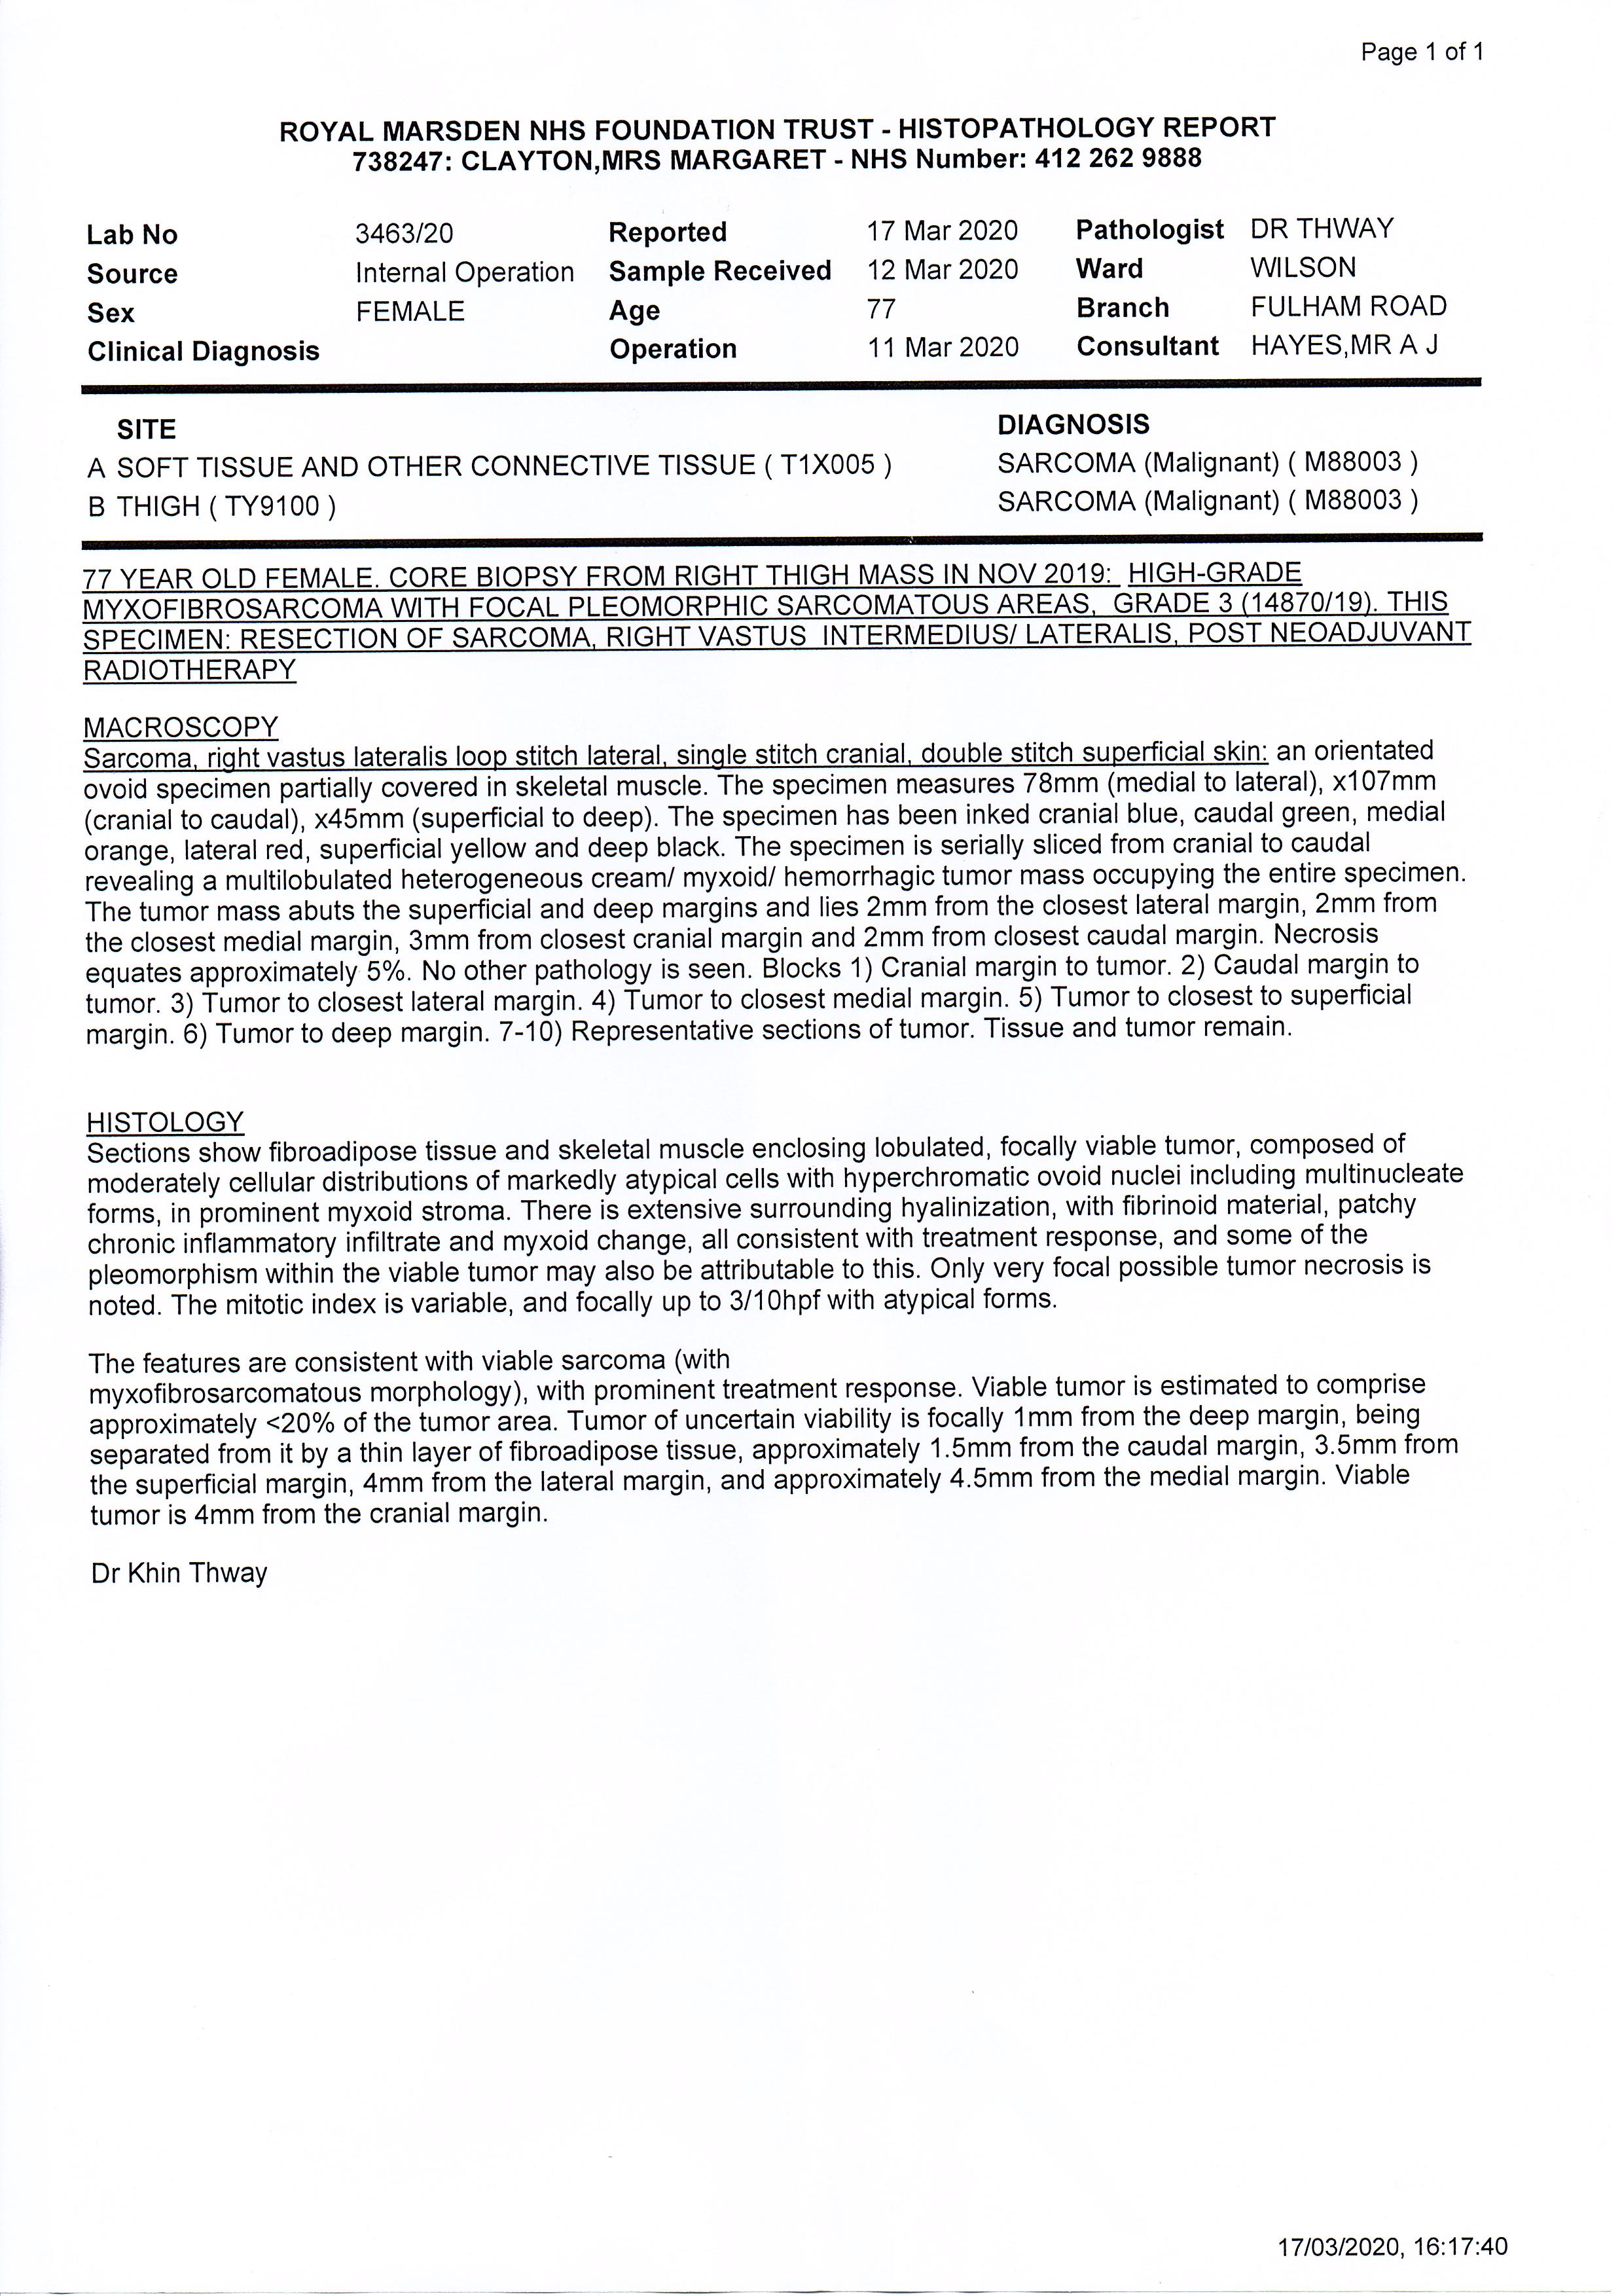 Page 1 of 1
ROYAL MARSDEN NHS FOUNDATION TRUST - HISTOPATHOLOGY REPORT
738247: CLAYTON,MRS MARGARET - NHS Number: 412 262 9888
Lab No 3463/20 Reported 17 Mar 2020 Pathologist DR THWAY
Source Internal Operation Sample Received 12 Mar 2020 Ward WILSON
Sex FEMALE Age 77 Branch FULHAM ROAD
Clinical Diagnosis Operation 11 Mar 2020 Consultant HAYES,MR A J
SITE DIAGNOSIS
A SOFT TISSUE AND OTHER CONNECTIVE TISSUE ( T1X005 ) SARCOMA (Malignant) ( M88003 )
B THIGH ( TY9100 ) SARCOMA (Malignant) ( M88003 )
77 YEAR OLD FEMALE. CORE BIOPSY FROM RIGHT THIGH MASS IN NOV 2019: HIGH-GRADE
MYXOFIBROSARCOMA WITH FOCAL PLEOMORPHIC SARCOMATOUS AREAS, GRADE 3 (14870/19). THIS
SPECIMEN: RESECTION OF SARCOMA, RIGHT VASTUS INTERMEDIUS/ LATERALIS, POST NEOADJUVANT
RADIOTHERAPY
MACROSCOPY
Sarcoma, right vastus lateralis loop stitch lateral, single stitch cranial, double stitch superficial skin: an orientated
ovoid specimen partially covered in skeletal muscle. The specimen measures 78mm (medial to lateral), x107mm
(cranial to caudal), x45mm (superficial to deep). The specimen has been inked cranial blue, caudal green, medial
orange, lateral red, superficial yellow and deep black. The specimen is serially sliced from cranial to caudal
revealing a multilobulated heterogeneous cream/ myxoid/ hemorrhagic tumor mass occupying the entire specimen.
The tumor mass abuts the superficial and deep margins and lies 2mm from the closest lateral margin, 2mm from
the closest medial margin, 3mm from closest cranial margin and 2mm from closest caudal margin. Necrosis
equates approximately 5%. No other pathology is seen. Blocks 1) Cranial margin to tumor. 2) Caudal margin to
tumor. 3) Tumor to closest lateral margin. 4) Tumor to closest medial margin. 5) Tumor to closest to superficial
margin. 6) Tumor to deep margin. 7-10) Representative sections of tumor. Tissue and tumor remain.
HISTOLOGY
Sections show fibroadipose tissue and skeletal muscle enclosing lobulated, focally viable tumor, composed of
moderately cellular distributions of markedly atypical cells with hyperchromatic ovoid nuclei including multinucleate
forms, in prominent myxoid stroma. There is extensive surrounding hyalinization, with fibrinoid material, patchy
chronic inflammatory infiltrate and myxoid change, all consistent with treatment response, and some of the
pleomorphism within the viable tumor may also be attributable to this. Only very focal possible tumor necrosis is
noted. The mitotic index is variable, and focally up to 3/10hpf with atypical forms.
The features are consistent with viable sarcoma (with
myxofibrosarcomatous morphology), with prominent treatment response. Viable tumor is estimated to comprise
approximately <20% of the tumor area. Tumor of uncertain viability is focally 1mm from the deep margin, being
separated from it by a thin layer of fibroadipose tissue, approximately 1.5mm from the caudal margin, 3.5mm from
the superficial margin, 4mm from the lateral margin, and approximately 4.5mm from the medial margin. Viable
tumor is 4mm from the cranial margin.
Dr Khin Thway
17/03/2020, 16:17:40